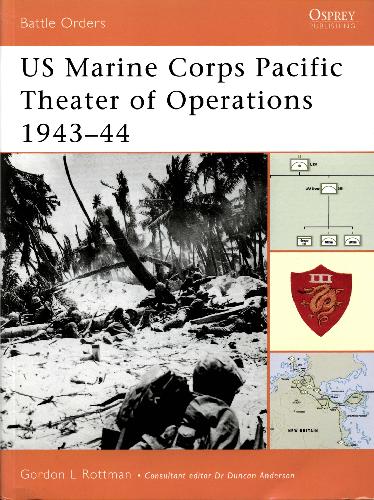 Battle Orders
OSPREY
PUBLISHING
US Marine Corps Pacific
Theater of Operations
1943–44
III
NEW BRITAIN
Gordon L Rottman • Consultant editor Dr Duncan Anderson